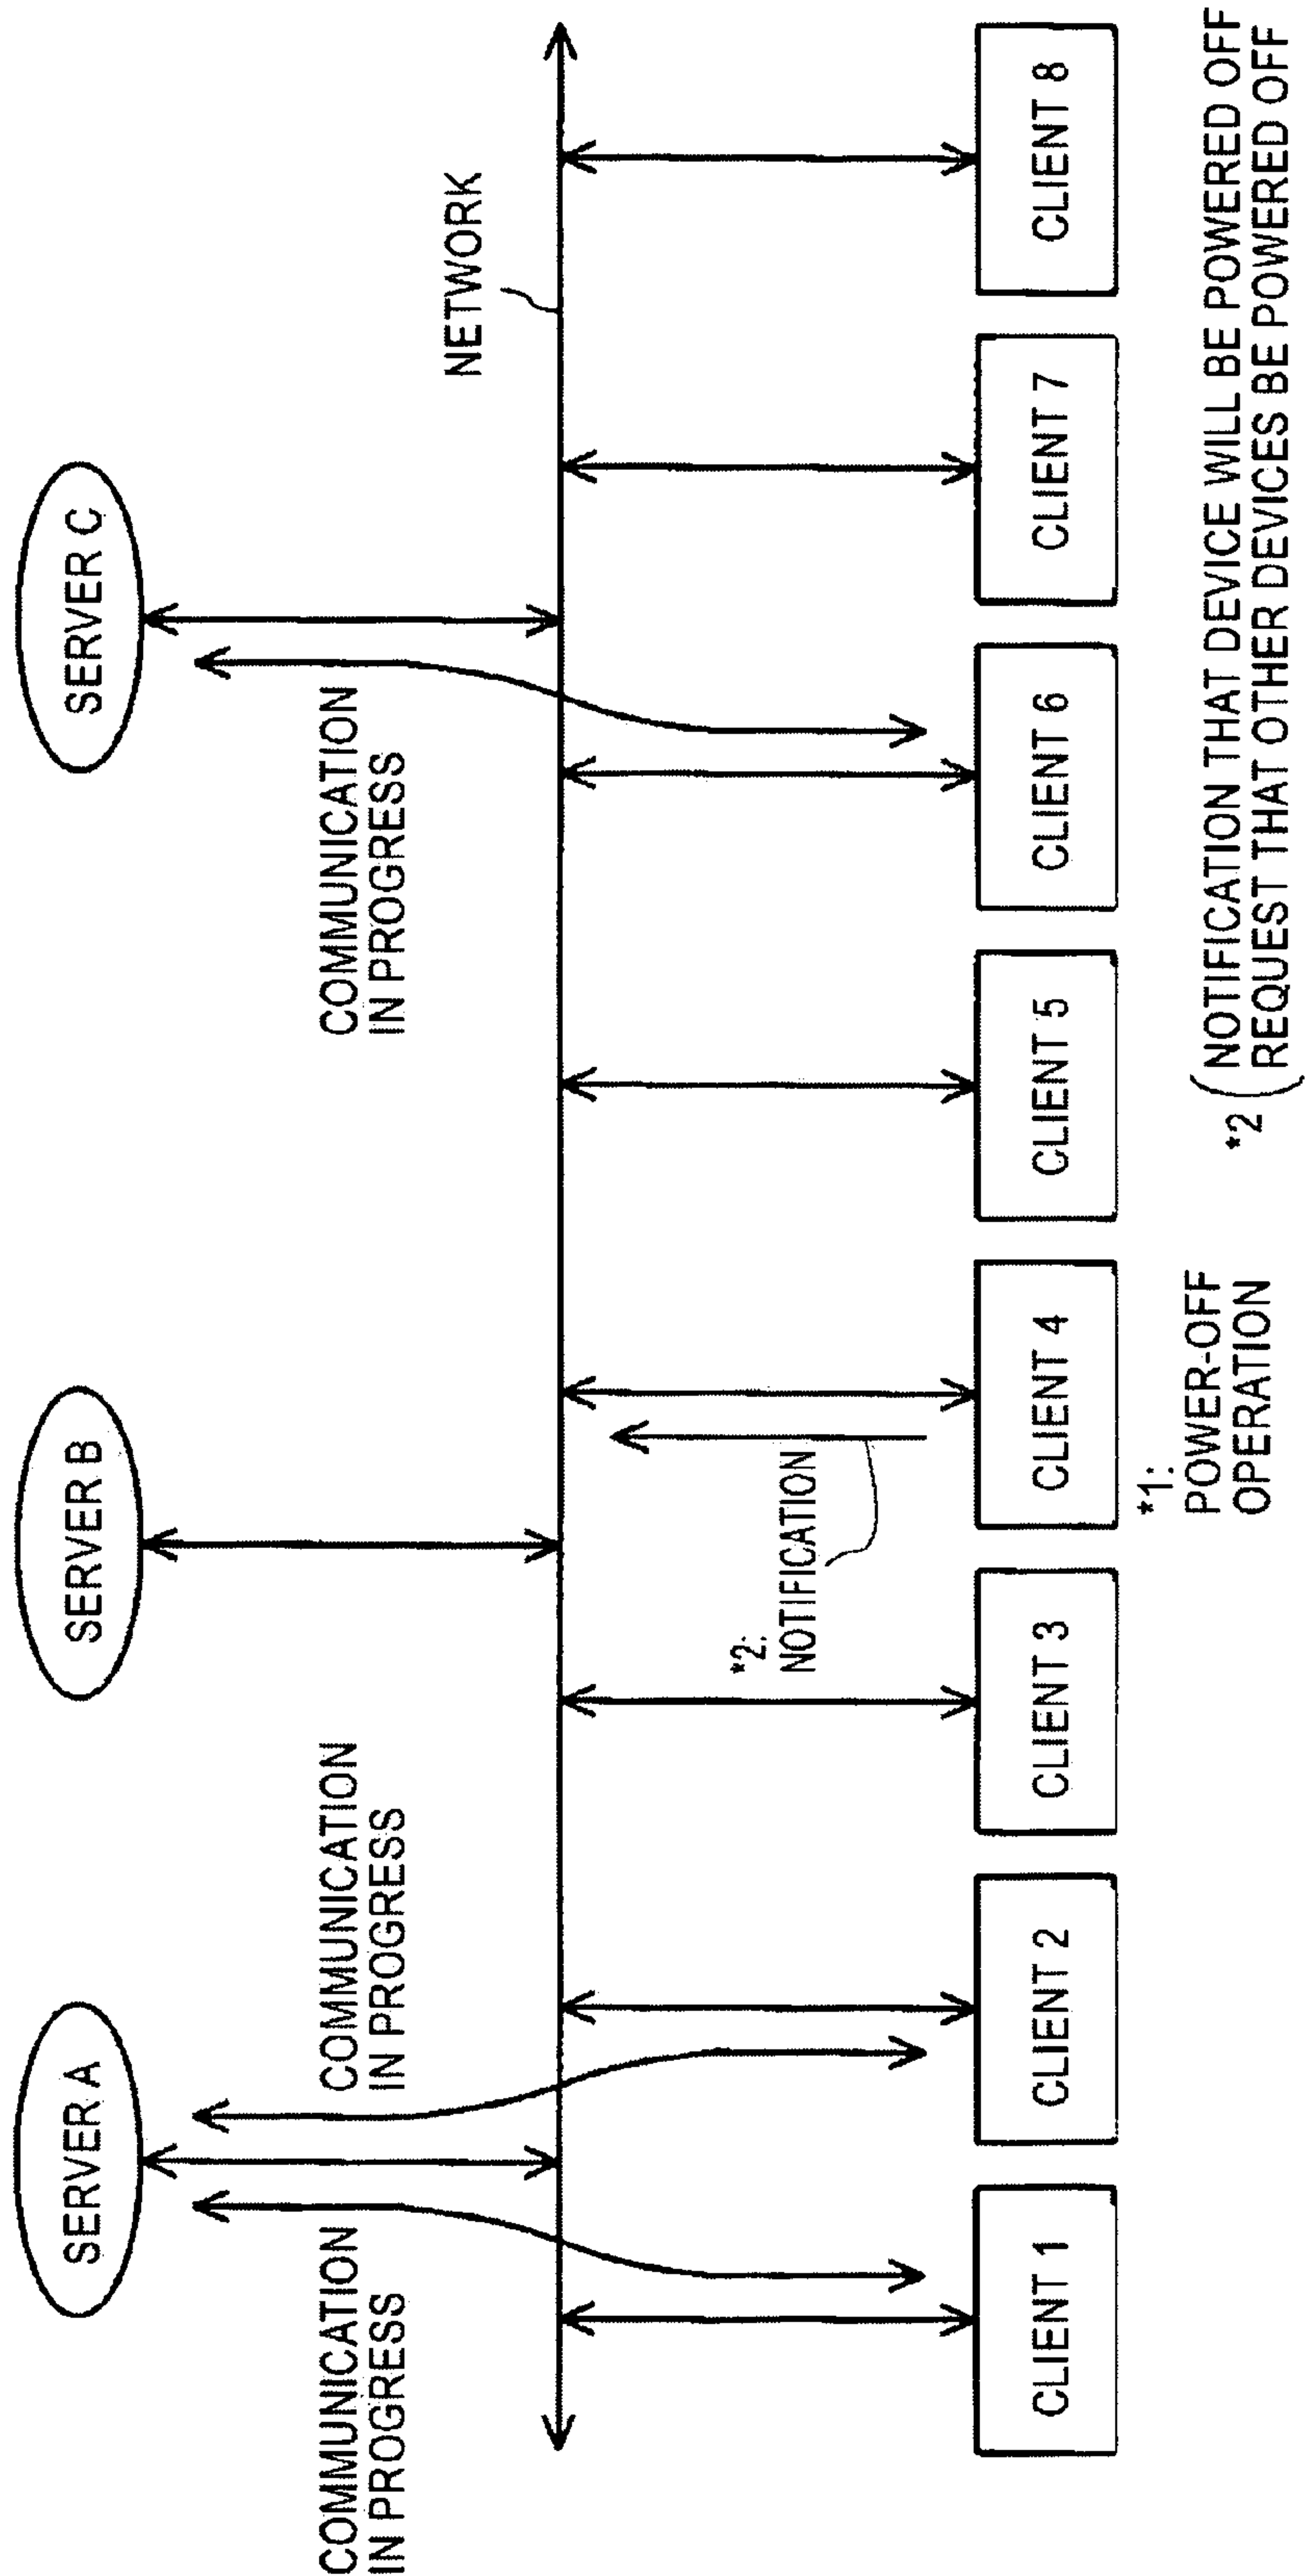 SERVER A
SERVER B
SERVER C
COMMUNICATION
IN PROGRESS
COMMUNICATION
IN PROGRESS
COMMUNICATION
IN PROGRESS
NETWORK
*2:
NOTIFICATION
CLIENT 1
CLIENT 2
CLIENT 3
CLIENT 4
CLIENT 5
CLIENT 6
CLIENT 7
CLIENT 8
*1:
POWER-OFF
OPERATION
*2 ( NOTIFICATION THAT DEVICE WILL BE POWERED OFF
REQUEST THAT OTHER DEVICES BE POWERED OFF